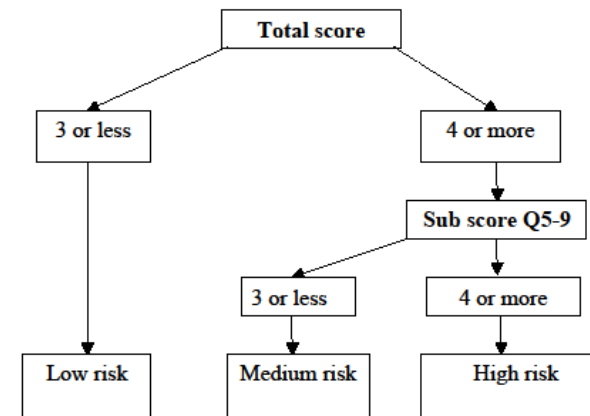 Total score
3 or less
4 or more
Sub score Q5-9
3 or less
4 or more
Low risk
Medium risk
High risk